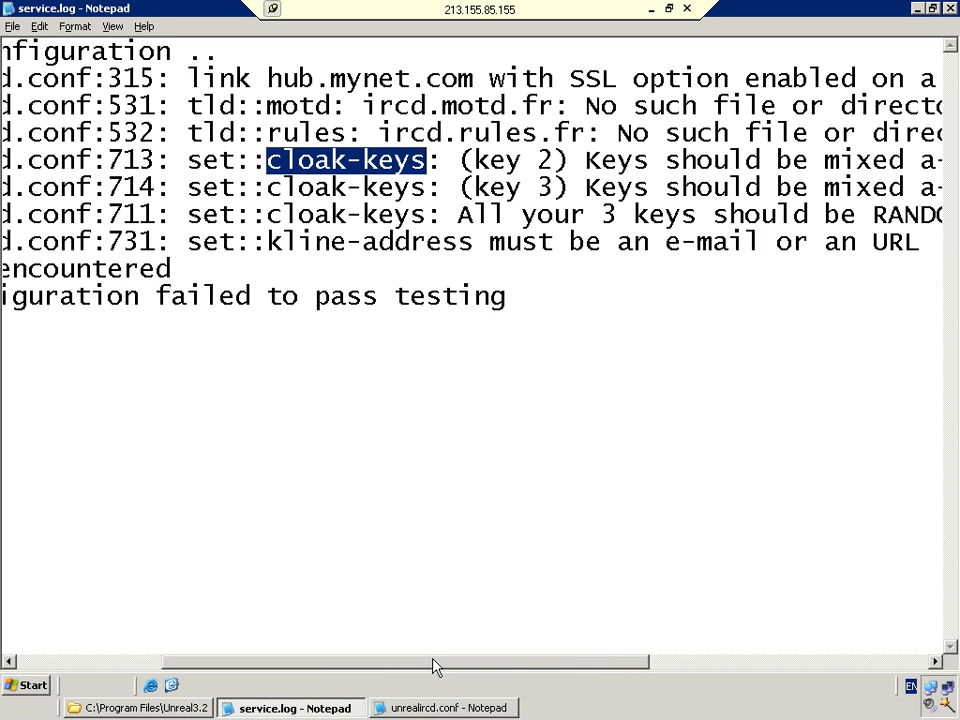 service.log - Notepad
213.155.85.155
File Edit Format View Help
nfiguration ..
d.conf:315: link hub.mynet.com with SSL option enabled on a
d.conf:531: tld::motd: ircd.motd.fr: No such file or directo
d.conf:532: tld::rules: ircd.rules.fr: No such file or direc
d.conf:713: set::cloak-keys: (key 2) Keys should be mixed a-
d.conf:714: set::cloak-keys: (key 3) Keys should be mixed a-
d.conf:711: set::cloak-keys: All your 3 keys should be RANDO
d.conf:731: set::kline-address must be an e-mail or an URL
encountered
iguration failed to pass testing
Start
EN
C:\Program Files\Unreal3.2
service.log - Notepad
unrealircd.conf - Notepad